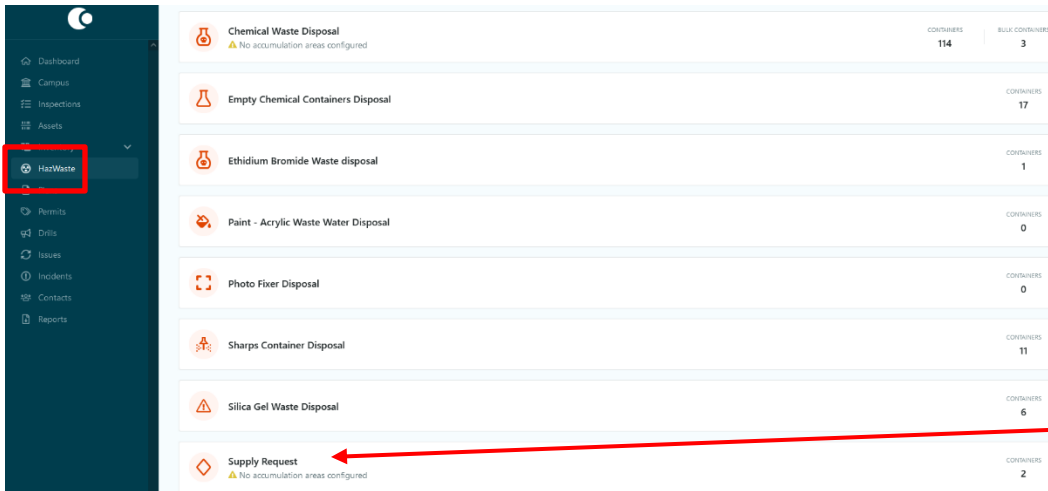 Dashboard
Campus
Inspections
Assets
HazWaste
Permits
Drills
Issues
Incidents
Contacts
Reports
Chemical Waste Disposal
No accumulation areas configured
CONTAINERS
114
BULK CONTAINERS
3
Empty Chemical Containers Disposal
CONTAINERS
17
Ethidium Bromide Waste disposal
CONTAINERS
1
Paint - Acrylic Waste Water Disposal
CONTAINERS
0
Photo Fixer Disposal
CONTAINERS
0
Sharps Container Disposal
CONTAINERS
11
Silica Gel Waste Disposal
CONTAINERS
6
Supply Request
No accumulation areas configured
CONTAINERS
2